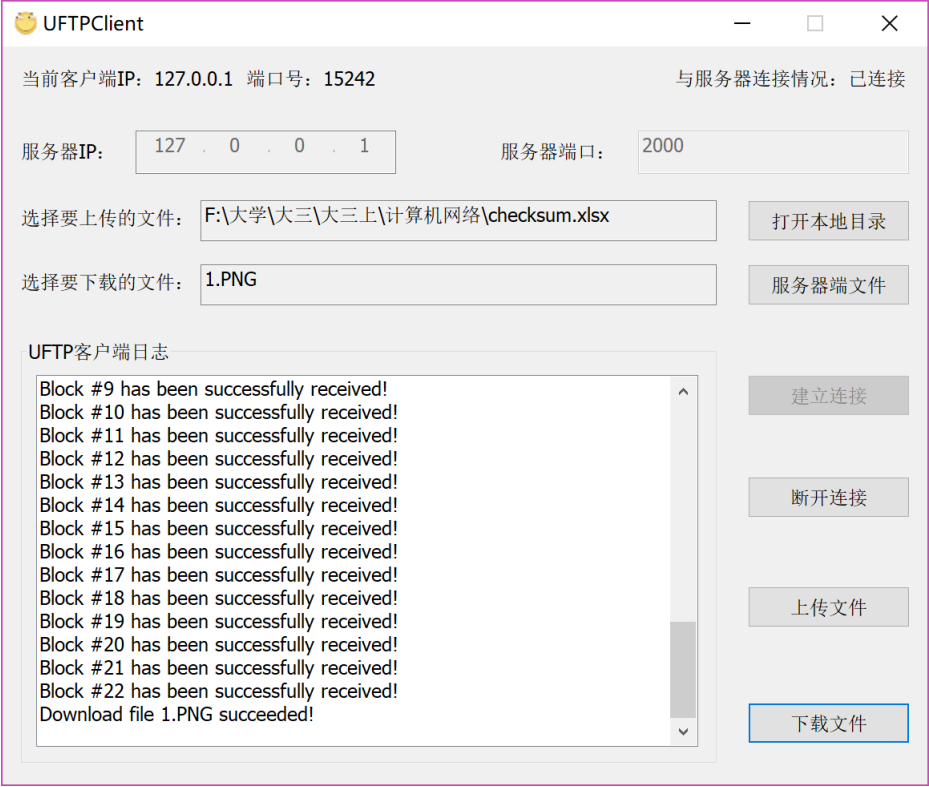 UFTPClient
当前客户端IP：127.0.0.1 端口号：15242 与服务器连接情况：已连接
服务器IP： 127 . 0 . 0 . 1 服务器端口： 2000
选择要上传的文件： F:\大学\大三\大三上\计算机网络\checksum.xlsx 打开本地目录
选择要下载的文件： 1.PNG 服务器端文件
UFTP客户端日志
Block #9 has been successfully received!
Block #10 has been successfully received!
Block #11 has been successfully received!
Block #12 has been successfully received!
Block #13 has been successfully received!
Block #14 has been successfully received!
Block #15 has been successfully received!
Block #16 has been successfully received!
Block #17 has been successfully received!
Block #18 has been successfully received!
Block #19 has been successfully received!
Block #20 has been successfully received!
Block #21 has been successfully received!
Block #22 has been successfully received!
Download file 1.PNG succeeded!
建立连接
断开连接
上传文件
下载文件